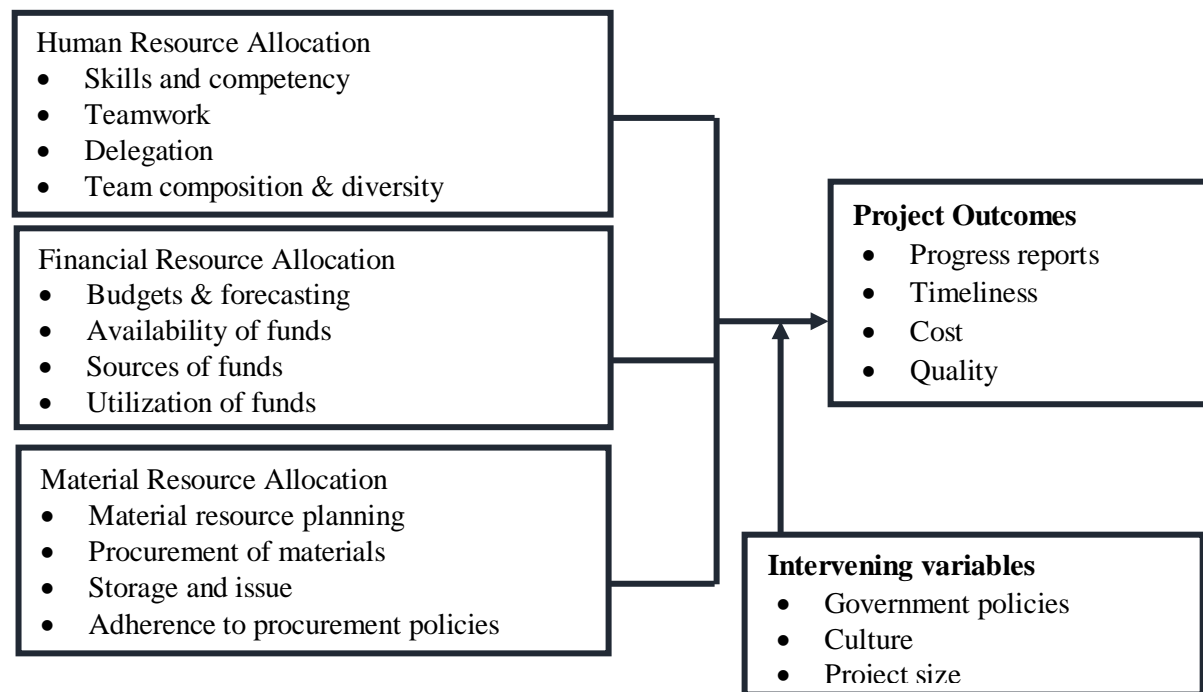 Human Resource Allocation
• Skills and competency
• Teamwork
• Delegation
• Team composition & diversity
Financial Resource Allocation
• Budgets & forecasting
• Availability of funds
• Sources of funds
• Utilization of funds
Material Resource Allocation
• Material resource planning
• Procurement of materials
• Storage and issue
• Adherence to procurement policies
Project Outcomes
• Progress reports
• Timeliness
• Cost
• Quality
Intervening variables
• Government policies
• Culture
• Project size